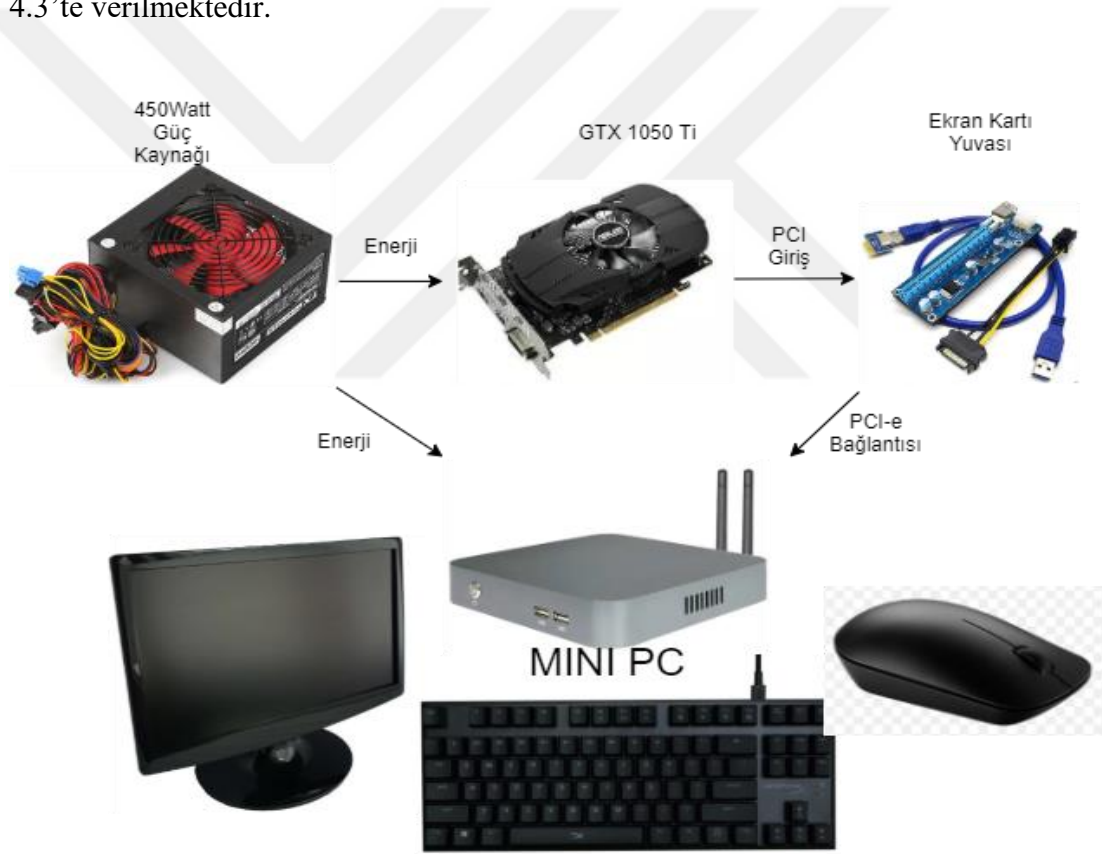 4.3’te verilmektedir.
450Watt
Güç
Kaynağı
GTX 1050 Ti
Ekran Kartı
Yuvası
Enerji
PCI
Giriş
Enerji
PCI-e
Bağlantısı
MINI PC